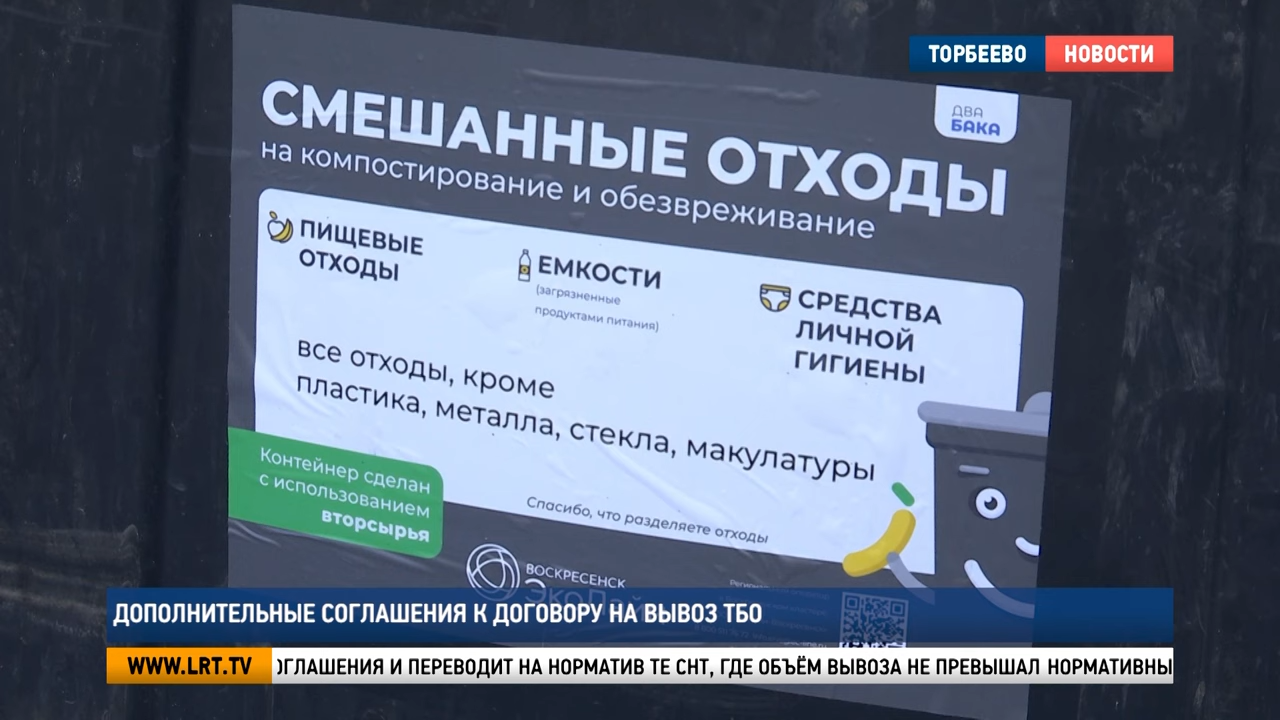 ТОРБЕЕВО НОВОСТИ
ДВА
БАКА
СМЕШАННЫЕ ОТХОДЫ
на компостирование и обезвреживание
ПИЩЕВЫЕ
ОТХОДЫ
ЕМКОСТИ
(загрязненные
продуктами питания)
СРЕДСТВА
ЛИЧНОЙ
ГИГИЕНЫ
все отходы, кроме
пластика, металла, стекла, макулатуры
Контейнер сделан
с использованием
вторсырья
Спасибо, что разделяете отходы
ВОСКРЕСЕНСК
ДОПОЛНИТЕЛЬНЫЕ СОГЛАШЕНИЯ К ДОГОВОРУ НА ВЫВОЗ ТБО
WWW.LRT.TV
ОГЛАШЕНИЯ И ПЕРЕВОДИТ НА НОРМАТИВ ТЕ СНТ, ГДЕ ОБЪЁМ ВЫВОЗА НЕ ПРЕВЫШАЛ НОРМАТИВНЫ